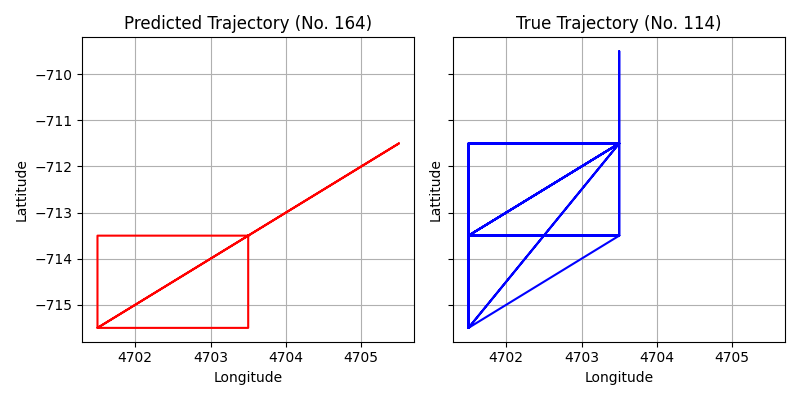 Predicted Trajectory (No. 164)
True Trajectory (No. 114)
−710
−711
−712
−713
−714
−715
Lattitude
Lattitude
4702 4703 4704 4705
4702 4703 4704 4705
Longitude
Longitude